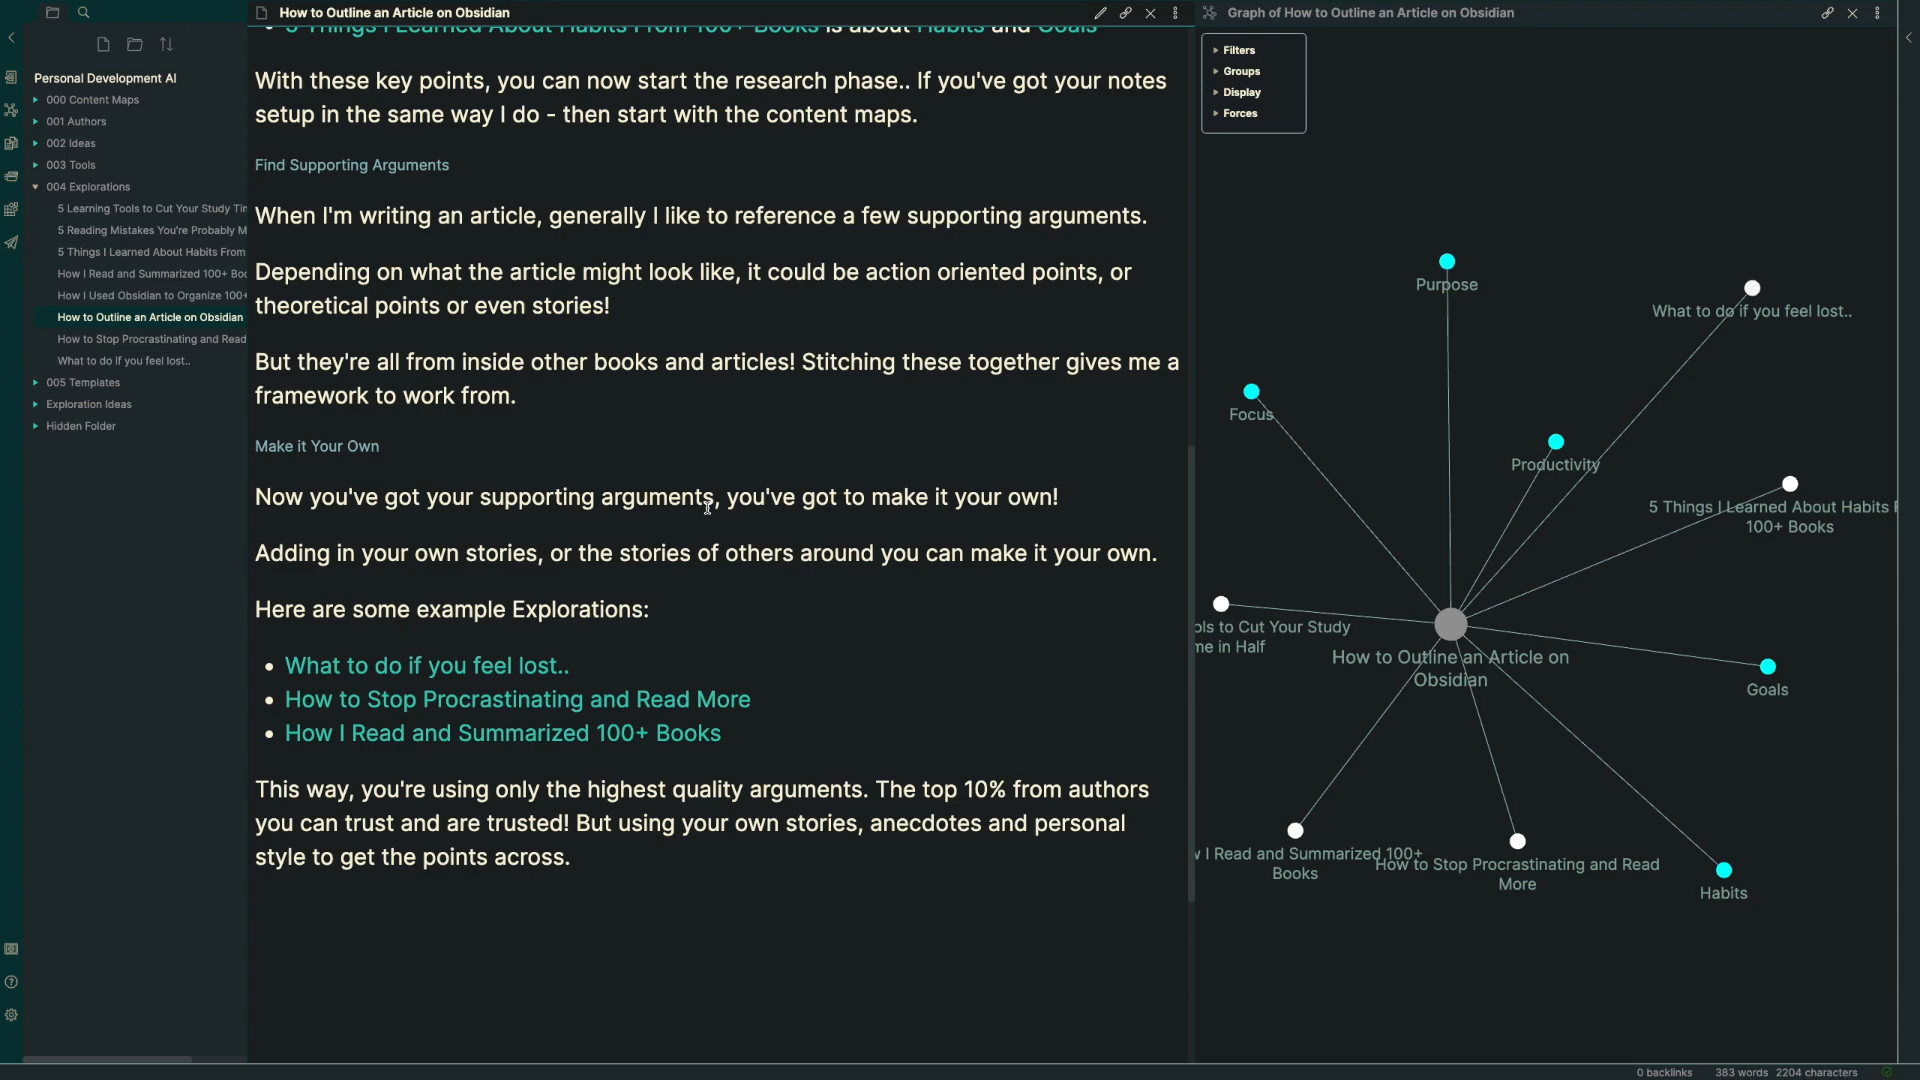 How to Outline an Article on Obsidian
Graph of How to Outline an Article on Obsidian
Personal Development AI
000 Content Maps
001 Authors
002 Ideas
003 Tools
004 Explorations
5 Learning Tools to Cut Your Study Tim
5 Reading Mistakes You're Probably M
5 Things I Learned About Habits From
How I Read and Summarized 100+ Boo
How I Used Obsidian to Organize 100+
How to Outline an Article on Obsidian
How to Stop Procrastinating and Read
What to do if you feel lost..
005 Templates
Exploration Ideas
Hidden Folder
5 Things I Learned About Habits From 100+ Books is about Habits and Goals
With these key points, you can now start the research phase.. If you've got your notes
setup in the same way I do - then start with the content maps.
Find Supporting Arguments
When I'm writing an article, generally I like to reference a few supporting arguments.
Depending on what the article might look like, it could be action oriented points, or
theoretical points or even stories!
But they're all from inside other books and articles! Stitching these together gives me a
framework to work from.
Make it Your Own
Now you've got your supporting arguments, you've got to make it your own!
Adding in your own stories, or the stories of others around you can make it your own.
Here are some example Explorations:
• What to do if you feel lost..
• How to Stop Procrastinating and Read More
• How I Read and Summarized 100+ Books
This way, you're using only the highest quality arguments. The top 10% from authors
you can trust and are trusted! But using your own stories, anecdotes and personal
style to get the points across.
Filters
Groups
Display
Forces
Purpose
What to do if you feel lost..
Focus
Productivity
5 Things I Learned About Habits F
100+ Books
ols to Cut Your Study
me in Half
How to Outline an Article on
Obsidian
Goals
w I Read and Summarized 100+
Books
How to Stop Procrastinating and Read
More
Habits
0 backlinks
383 words 2204 characters